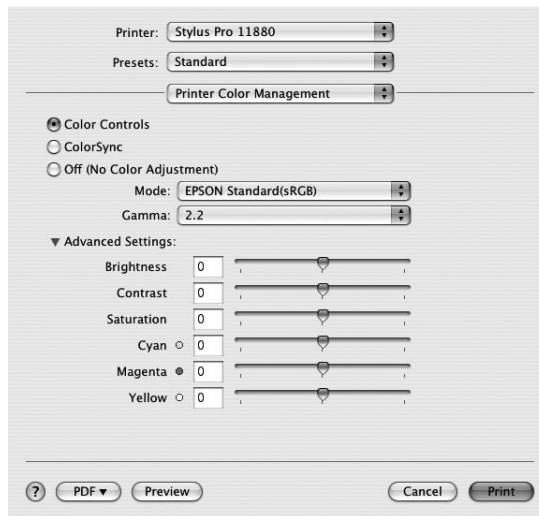 Printer: Stylus Pro 11880
Presets: Standard
Printer Color Management
Color Controls
ColorSync
Off (No Color Adjustment)
Mode: EPSON Standard(sRGB)
Gamma: 2.2
Advanced Settings:
Brightness 0
Contrast 0
Saturation 0
Cyan 0
Magenta 0
Yellow 0
? PDF Preview Cancel Print